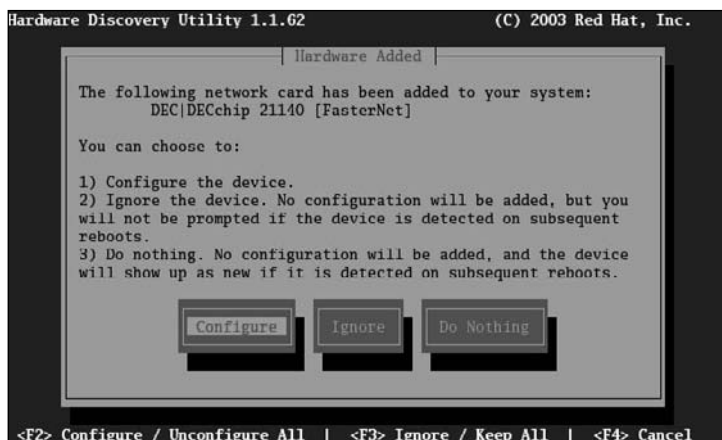 Hardware Discovery Utility 1.1.62 (C) 2003 Red Hat, Inc.
Hardware Added
The following network card has been added to your system:
DEC|DECchip 21140 [FasterNet]
You can choose to:
1) Configure the device.
2) Ignore the device. No configuration will be added, but you
will not be prompted if the device is detected on subsequent
reboots.
3) Do nothing. No configuration will be added, and the device
will show up as new if it is detected on subsequent reboots.
Configure Ignore Do Nothing
<F2> Configure / Unconfigure All | <F3> Ignore / Keep All | <F4> Cancel